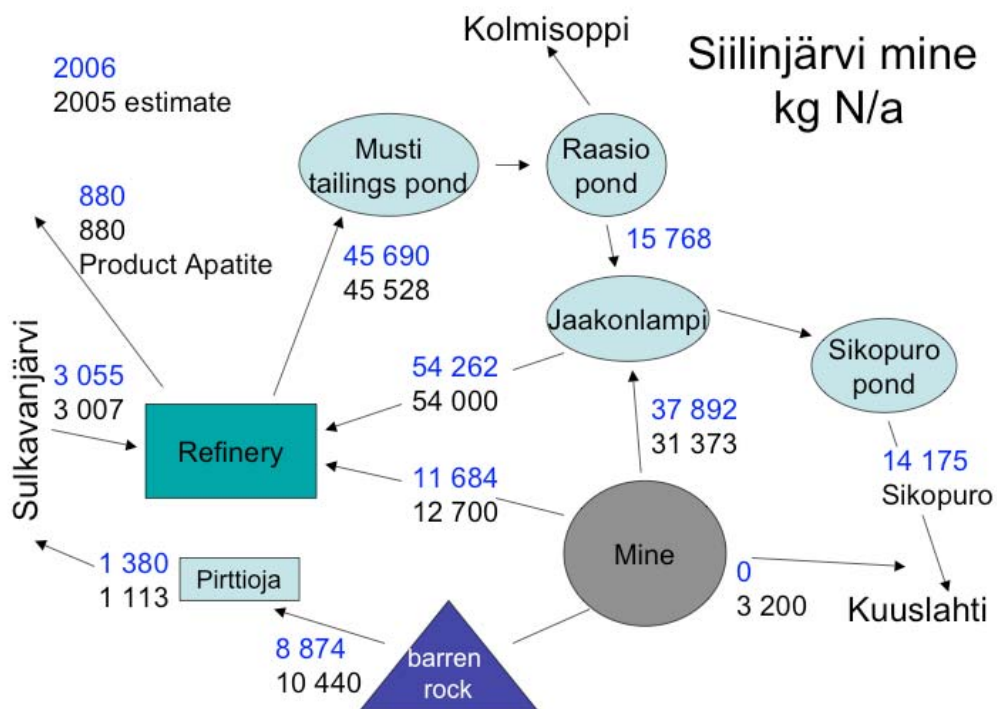 Kolmisoppi
Siilinjärvi mine
kg N/a
2006
2005 estimate
Musti
tailings pond
Raasio
pond
880
880
Product Apatite
45 690
45 528
15 768
Jaakonlampi
Sikopuro
pond
Sulkavanjärvi
3 055
3 007
54 262
54 000
37 892
31 373
Refinery
11 684
12 700
14 175
Sikopuro
Mine
1 380
1 113
Pirttioja
0
3 200
Kuuslahti
8 874
10 440
barren
rock